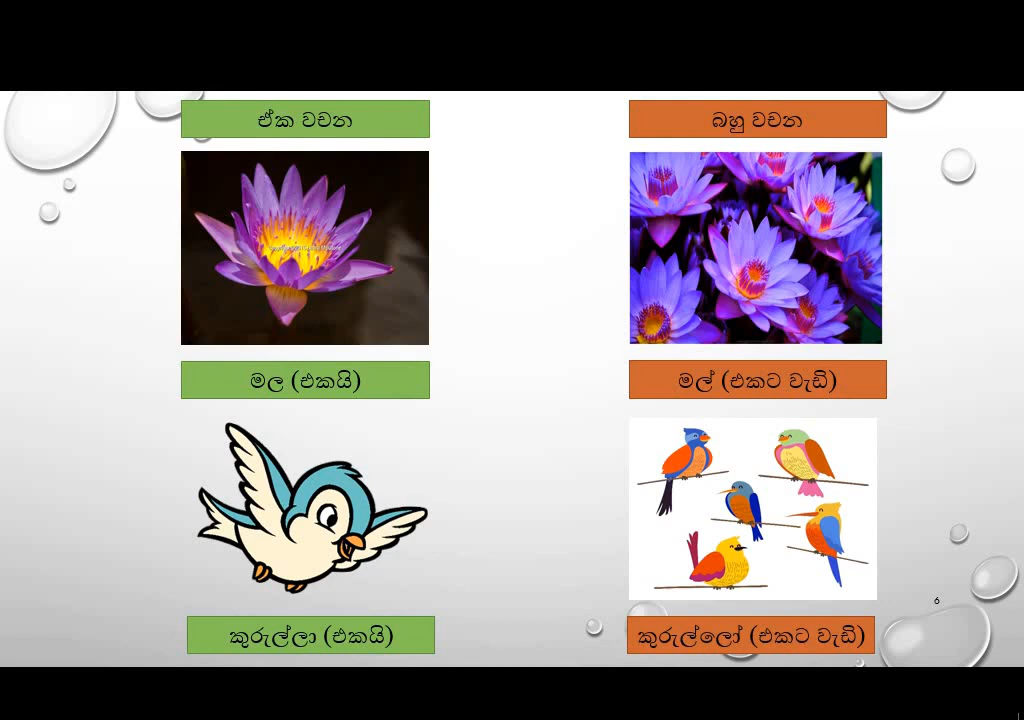 ඒක වචන
බහු වචන
මල (එකයි)
මල් (එකට වැඩි)
කුරුල්ලා (එකයි)
කුරුල්ලෝ (එකට වැඩි)
6